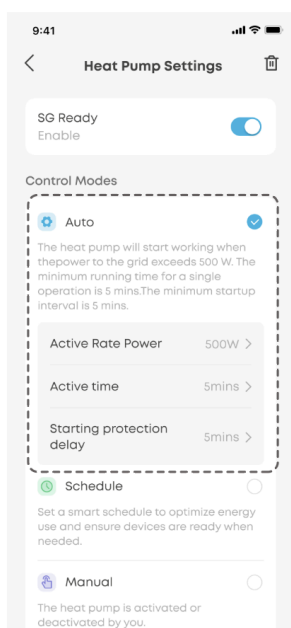 9:41
Heat Pump Settings
SG Ready
Enable
Control Modes
Auto
The heat pump will start working when
thepower to the grid exceeds 500 W. The
minimum running time for a single
operation is 5 mins.The minimum startup
interval is 5 mins.
Active Rate Power 500W >
Active time 5mins >
Starting protection
delay 5mins >
Schedule
Set a smart schedule to optimize energy
use and ensure devices are ready when
needed.
Manual
The heat pump is activated or
deactivated by you.